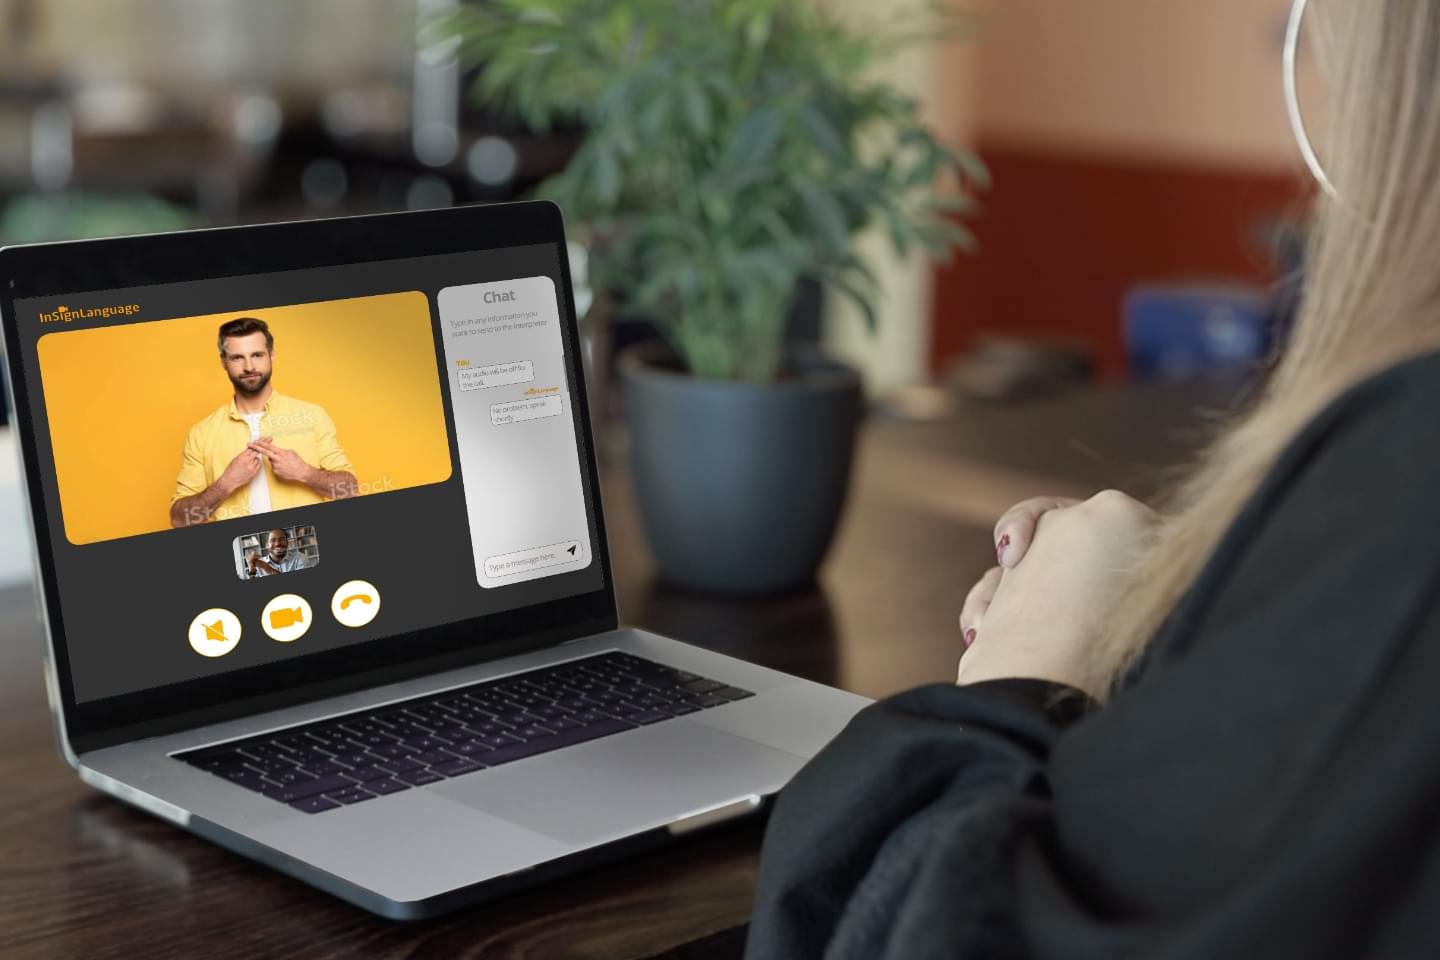 InSignLanguage
Chat
Type in any information you
want to send to the interpreter
You
My audio will be off for
the call.
InSignLanguage
No problem, speak
shortly
iStock
iStock
iStock
Type a message here.